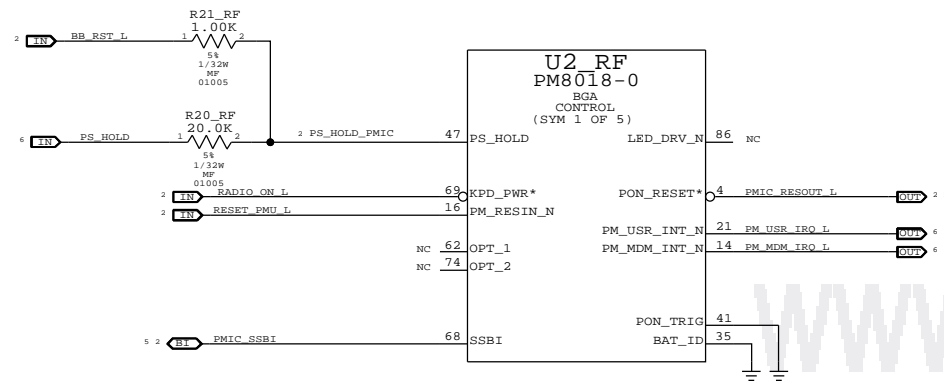 R21_RF
1.00K
2 IN BB_RST_L 1 2
5%
1/32W
MF
01005
R20_RF
20.0K
6 IN PS_HOLD 1 2
5%
1/32W
MF
01005
2 PS_HOLD_PMIC 47 PS_HOLD
2 IN RADIO_ON_L 69 KPD_PWR*
2 IN RESET_PMU_L 16 PM_RESIN_N
NC 62 OPT_1
NC 74 OPT_2
5 2 BI PMIC_SSBI 68 SSBI
U2_RF
PM8018-0
BGA
CONTROL
(SYM 1 OF 5)
LED_DRV_N 86 NC
PON_RESET* 4 PMIC_RESOUT_L OUT 2
PM_USR_INT_N 21 PM_USR_IRQ_L OUT 6
PM_MDM_INT_N 14 PM_MDM_IRQ_L OUT 6
PON_TRIG 41
BAT_ID 35
WWW